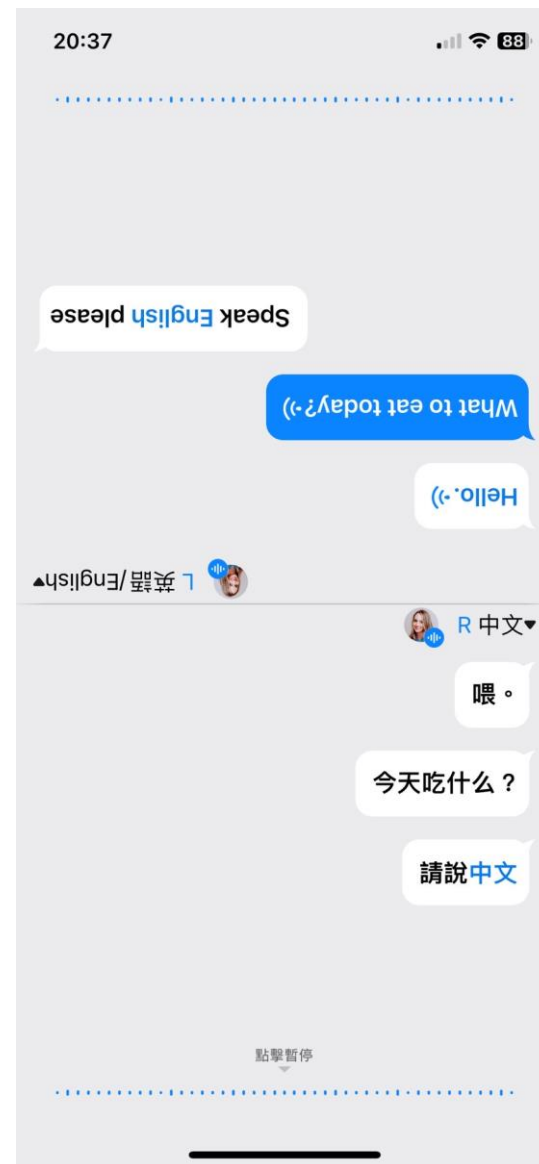 20:37
88
Hello.
What to eat today?
Speak English please
L 英語/English
R 中文
喂。
今天吃什么？
請說中文
點擊暫停